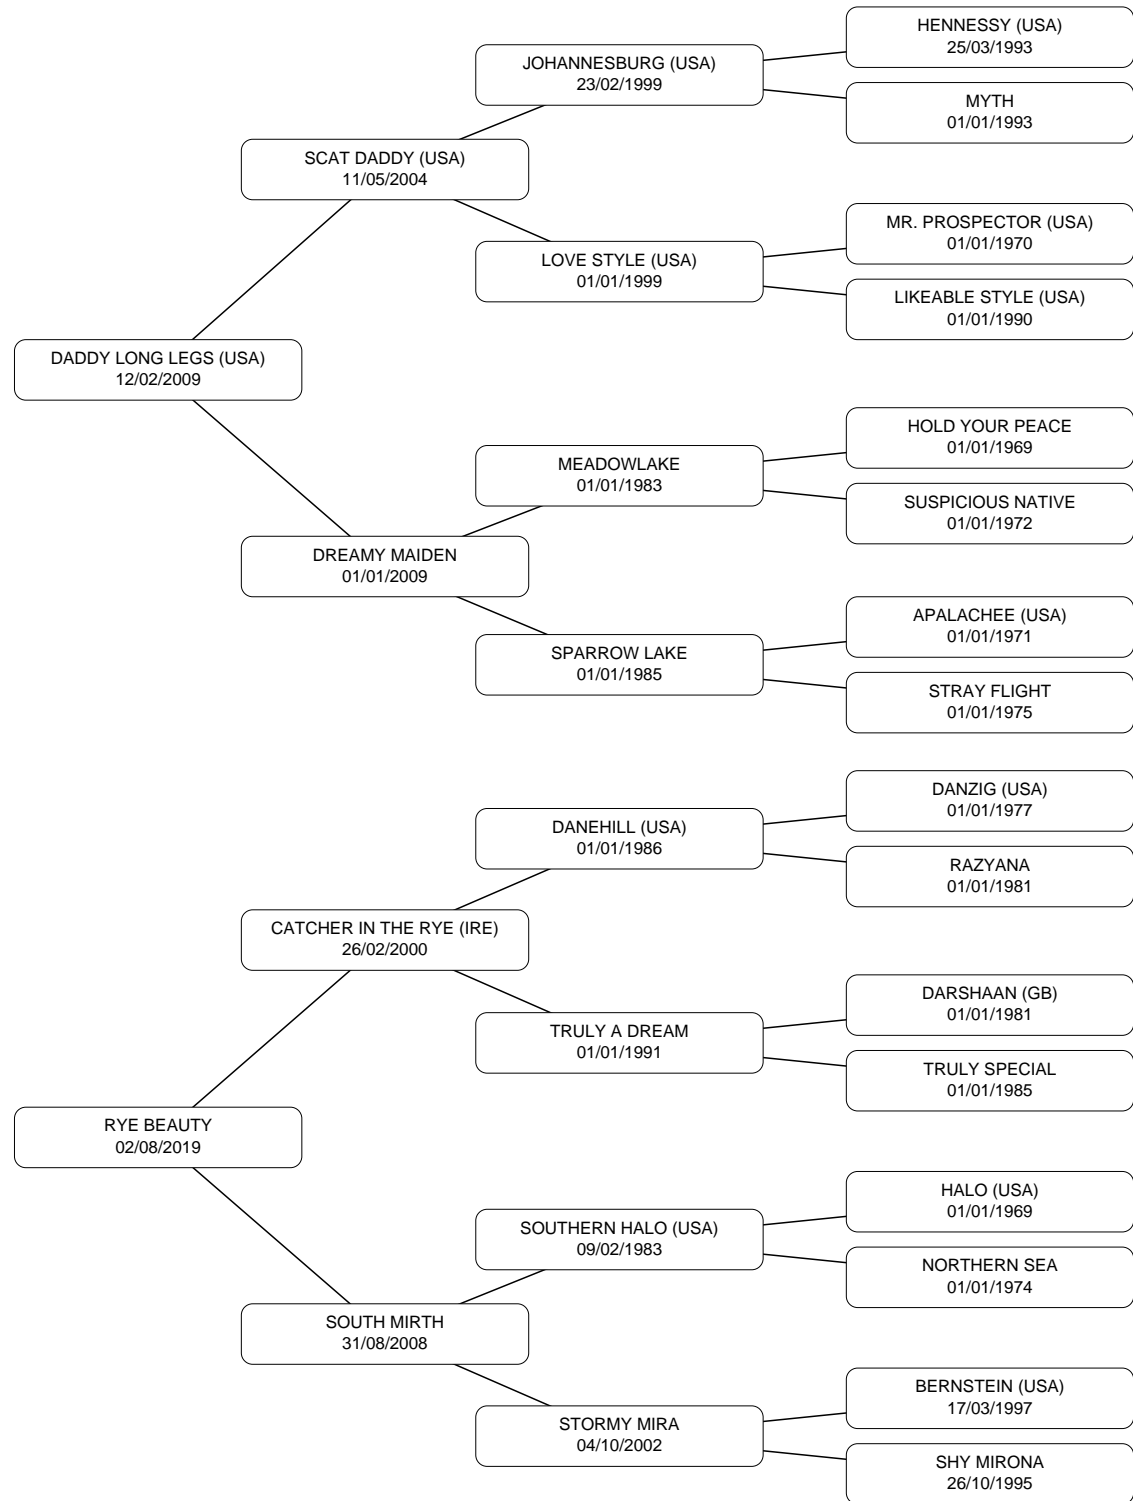 HENNESSY (USA)
25/03/1993
JOHANNESBURG (USA)
23/02/1999
MYTH
01/01/1993
SCAT DADDY (USA)
11/05/2004
MR. PROSPECTOR (USA)
01/01/1970
LOVE STYLE (USA)
01/01/1999
LIKEABLE STYLE (USA)
01/01/1990
DADDY LONG LEGS (USA)
12/02/2009
HOLD YOUR PEACE
01/01/1969
MEADOWLAKE
01/01/1983
SUSPICIOUS NATIVE
01/01/1972
DREAMY MAIDEN
01/01/2009
APALACHEE (USA)
01/01/1971
SPARROW LAKE
01/01/1985
STRAY FLIGHT
01/01/1975
DANZIG (USA)
01/01/1977
DANEHILL (USA)
01/01/1986
RAZYANA
01/01/1981
CATCHER IN THE RYE (IRE)
26/02/2000
DARSHAAN (GB)
01/01/1981
TRULY A DREAM
01/01/1991
TRULY SPECIAL
01/01/1985
RYE BEAUTY
02/08/2019
HALO (USA)
01/01/1969
SOUTHERN HALO (USA)
09/02/1983
NORTHERN SEA
01/01/1974
SOUTH MIRTH
31/08/2008
BERNSTEIN (USA)
17/03/1997
STORMY MIRA
04/10/2002
SHY MIRONA
26/10/1995